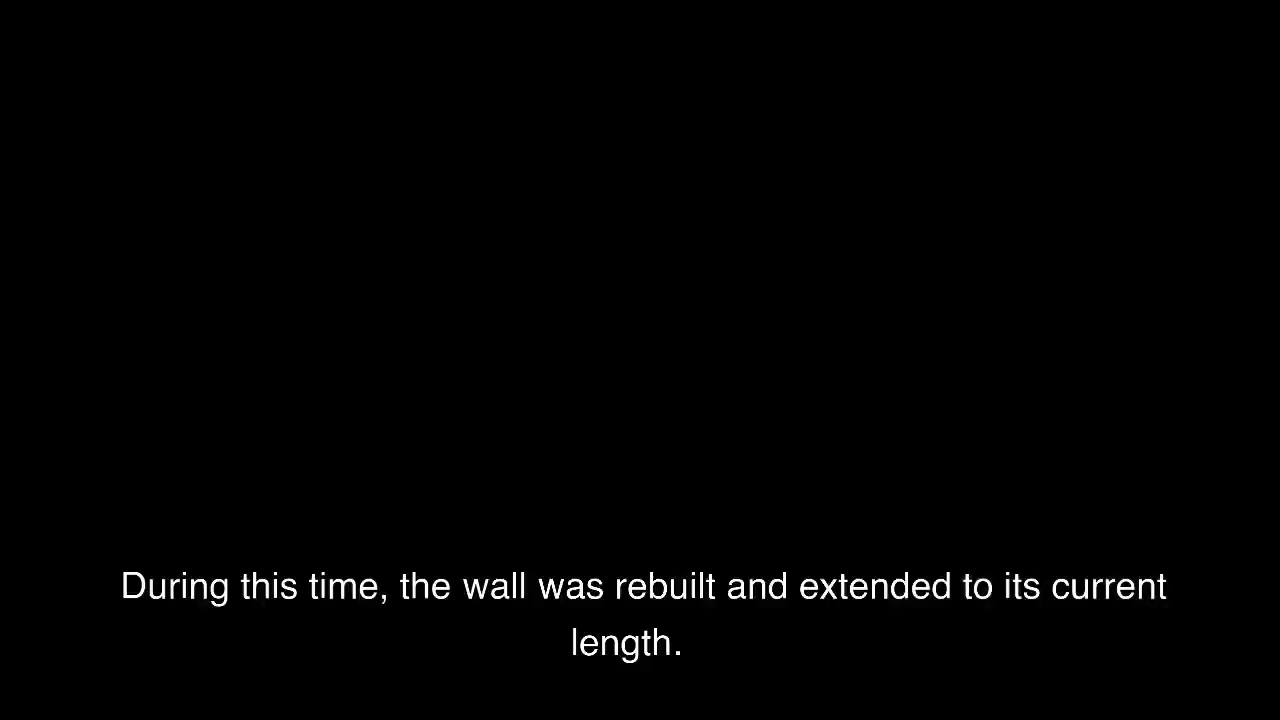 During this time, the wall was rebuilt and extended to its current
length.